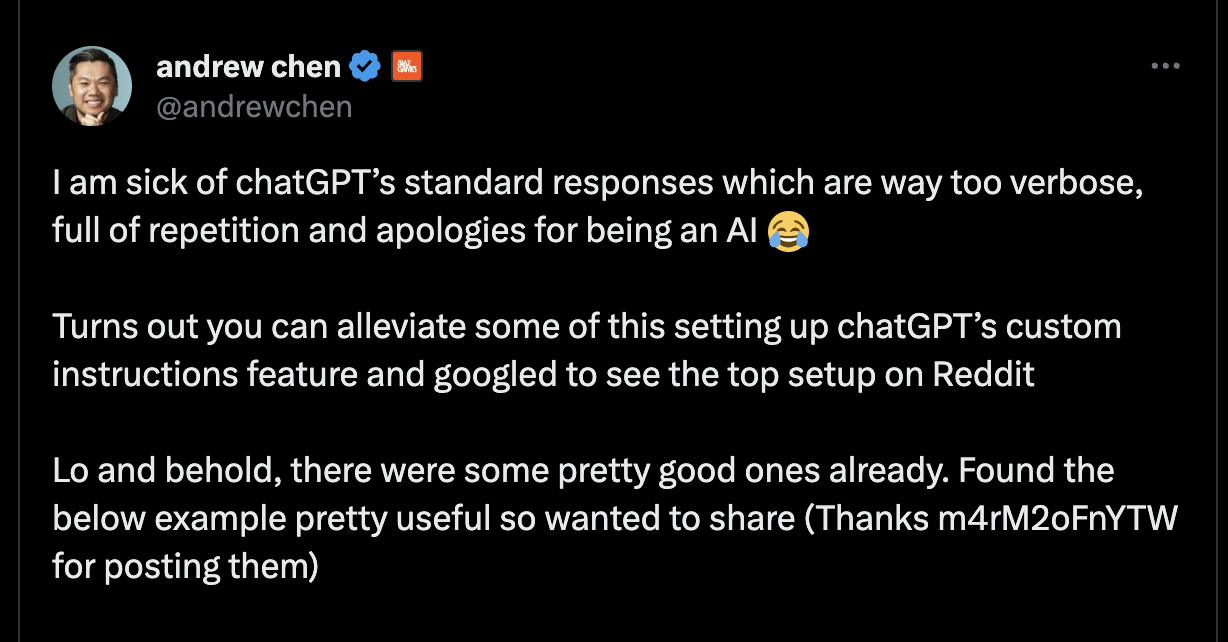 andrew chen
@andrewchen
I am sick of chatGPT’s standard responses which are way too verbose,
full of repetition and apologies for being an AI 😂
Turns out you can alleviate some of this setting up chatGPT’s custom
instructions feature and googled to see the top setup on Reddit
Lo and behold, there were some pretty good ones already. Found the
below example pretty useful so wanted to share (Thanks m4rM2oFnYTW
for posting them)